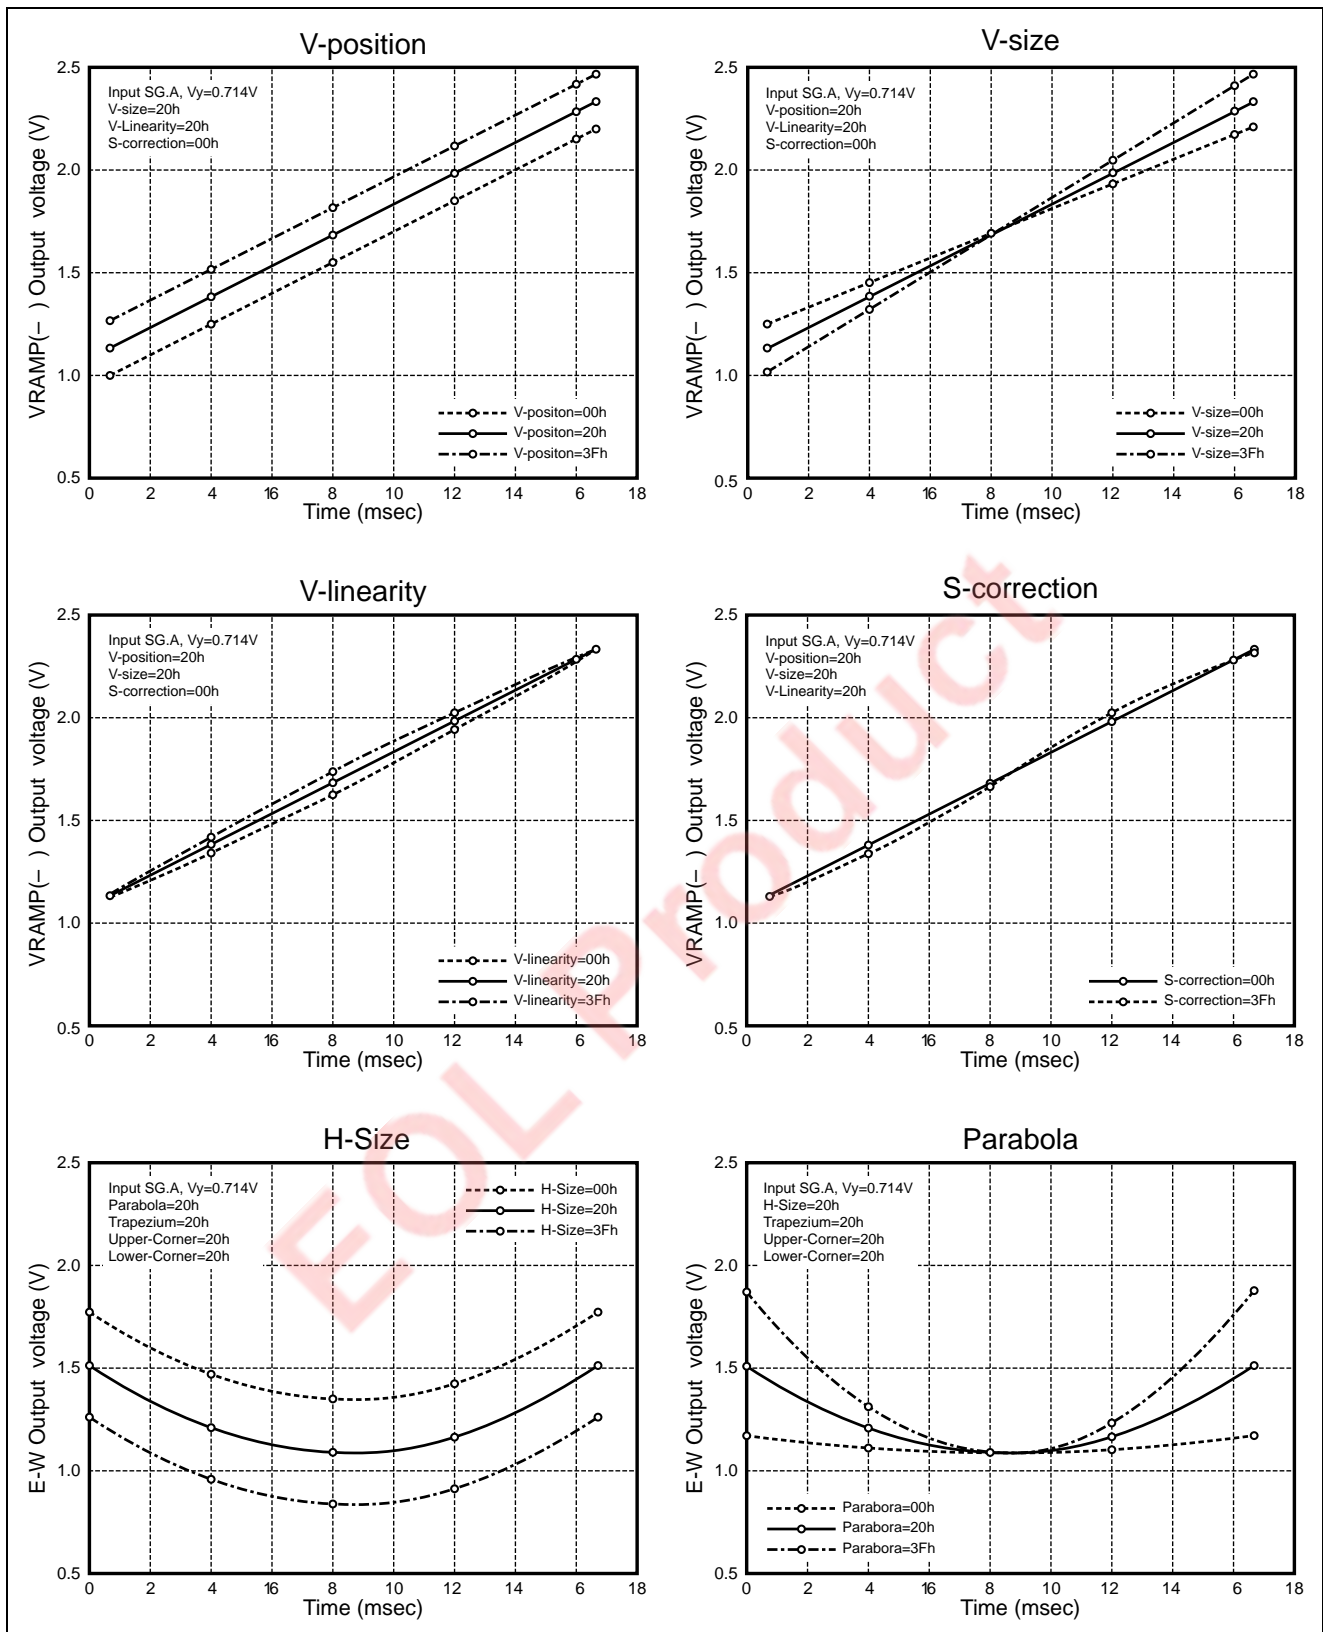 V-position
2.5
2.0
1.5
1.0
0.5
VRAMP(– ) Output voltage (V)
Input SG.A, Vy=0.714V
V-size=20h
V-Linearity=20h
S-correction=00h
V-positon=00h
V-positon=20h
V-positon=3Fh
0 2 4 16 8 10 12 14 6 18
Time (msec)
V-size
2.5
2.0
1.5
1.0
0.5
VRAMP(– ) Output voltage (V)
Input SG.A, Vy=0.714V
V-position=20h
V-Linearity=20h
S-correction=00h
V-size=00h
V-size=20h
V-size=3Fh
0 2 4 16 8 10 12 14 6 18
Time (msec)
V-linearity
2.5
2.0
1.5
1.0
0.5
VRAMP(– ) Output voltage (V)
Input SG.A, Vy=0.714V
V-position=20h
V-size=20h
S-correction=00h
V-linearity=00h
V-linearity=20h
V-linearity=3Fh
0 2 4 16 8 10 12 14 6 18
Time (msec)
S-correction
2.5
2.0
1.5
1.0
0.5
VRAMP(– ) Output voltage (V)
Input SG.A, Vy=0.714V
V-position=20h
V-size=20h
V-Linearity=20h
S-correction=00h
S-correction=3Fh
0 2 4 16 8 10 12 14 6 18
Time (msec)
H-Size
2.5
2.0
1.5
1.0
0.5
E-W Output voltage (V)
Input SG.A, Vy=0.714V
Parabola=20h
Trapezium=20h
Upper-Corner=20h
Lower-Corner=20h
H-Size=00h
H-Size=20h
H-Size=3Fh
0 2 4 16 8 10 12 14 6 18
Time (msec)
Parabola
2.5
2.0
1.5
1.0
0.5
E-W Output voltage (V)
Input SG.A, Vy=0.714V
H-Size=20h
Trapezium=20h
Upper-Corner=20h
Lower-Corner=20h
Parabora=00h
Parabora=20h
Parabora=3Fh
0 2 4 16 8 10 12 14 6 18
Time (msec)
EOL Product